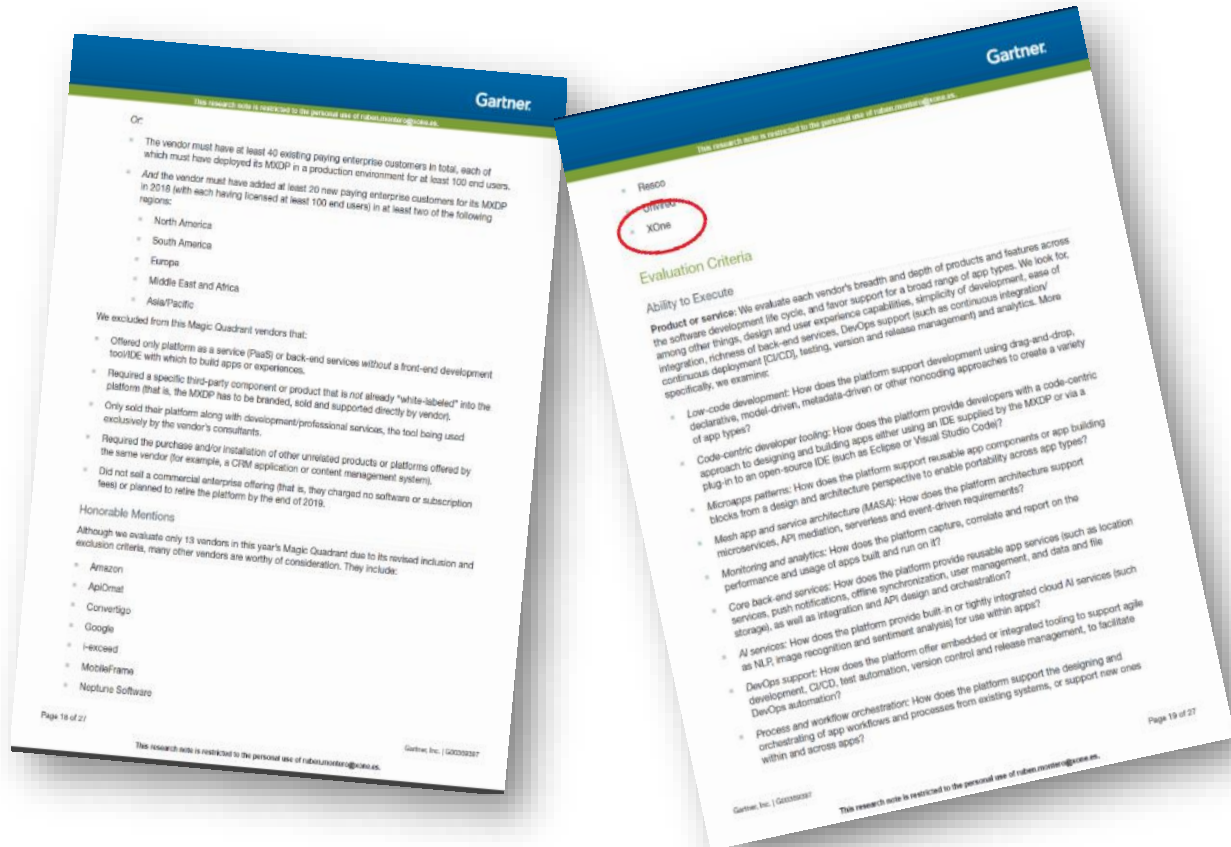 Gartner.
This research note is restricted to the personal use of ruben.montero@xone.es.
Or:
The vendor must have at least 40 existing paying enterprise customers in total, each of
which must have deployed its MXDP in a production environment for at least 100 end users.
And the vendor must have added at least 20 new paying enterprise customers for its MXDP
in 2018 (with each having licensed at least 100 end users) in at least two of the following
regions:
North America
South America
Europe
Middle East and Africa
Asia/Pacific
We excluded from this Magic Quadrant vendors that:
Offered only platform as a service (PaaS) or back-end services without a front-end development
tool/IDE with which to build apps or experiences.
Required a specific third-party component or product that is not already "white-labeled" into the
platform (that is, the MXDP has to be branded, sold and supported directly by vendor).
Only sold their platform along with development/professional services, the tool being used
exclusively by the vendor's consultants.
Required the purchase and/or installation of other unrelated products or platforms offered by
the same vendor (for example, a CRM application or content management system).
Did not sell a commercial enterprise offering (that is, they charged no software or subscription
fees) or planned to retire the platform by the end of 2019.
Honorable Mentions
Although we evaluate only 13 vendors in this year's Magic Quadrant due to its revised inclusion and
exclusion criteria, many other vendors are worthy of consideration. They include:
Amazon
ApiOmat
Convertigo
Google
i-exceed
MobileFrame
Neptune Software
Page 18 of 27
Gartner, Inc. | G00359397
This research note is restricted to the personal use of ruben.montero@xone.es.
Gartner.
This research note is restricted to the personal use of ruben.montero@xone.es.
Resco
XOne
Evaluation Criteria
Ability to Execute
Product or service: We evaluate each vendor's breadth and depth of products and features across
the software development life cycle, and favor support for a broad range of app types. We look for,
among other things, design and user experience capabilities, simplicity of development, ease of
integration, richness of back-end services, DevOps support (such as continuous integration/
continuous deployment [CI/CD], testing, version and release management) and analytics. More
specifically, we examine:
Low-code development: How does the platform support development using drag-and-drop,
declarative, model-driven, metadata-driven or other noncoding approaches to create a variety
of app types?
Code-centric developer tooling: How does the platform provide developers with a code-centric
approach to designing and building apps either using an IDE supplied by the MXDP or via a
plug-in to an open-source IDE (such as Eclipse or Visual Studio Code)?
Microapps patterns: How does the platform support reusable app components or app building
blocks from a design and architecture perspective to enable portability across app types?
Mesh app and service architecture (MASA): How does the platform architecture support
microservices, API mediation, serverless and event-driven requirements?
Monitoring and analytics: How does the platform capture, correlate and report on the
performance and usage of apps built and run on it?
Core back-end services: How does the platform provide reusable app services (such as location
services, push notifications, offline synchronization, user management, and data and file
storage), as well as integration and API design and orchestration?
AI services: How does the platform provide built-in or tightly integrated cloud AI services (such
as NLP, image recognition and sentiment analysis) for use within apps?
DevOps support: How does the platform offer embedded or integrated tooling to support agile
development, CI/CD, test automation, version control and release management, to facilitate
DevOps automation?
Process and workflow orchestration: How does the platform support the designing and
orchestrating of app workflows and processes from existing systems, or support new ones
within and across apps?
Page 19 of 27
Gartner, Inc. | G00359397
This research note is restricted to the personal use of ruben.montero@xone.es.